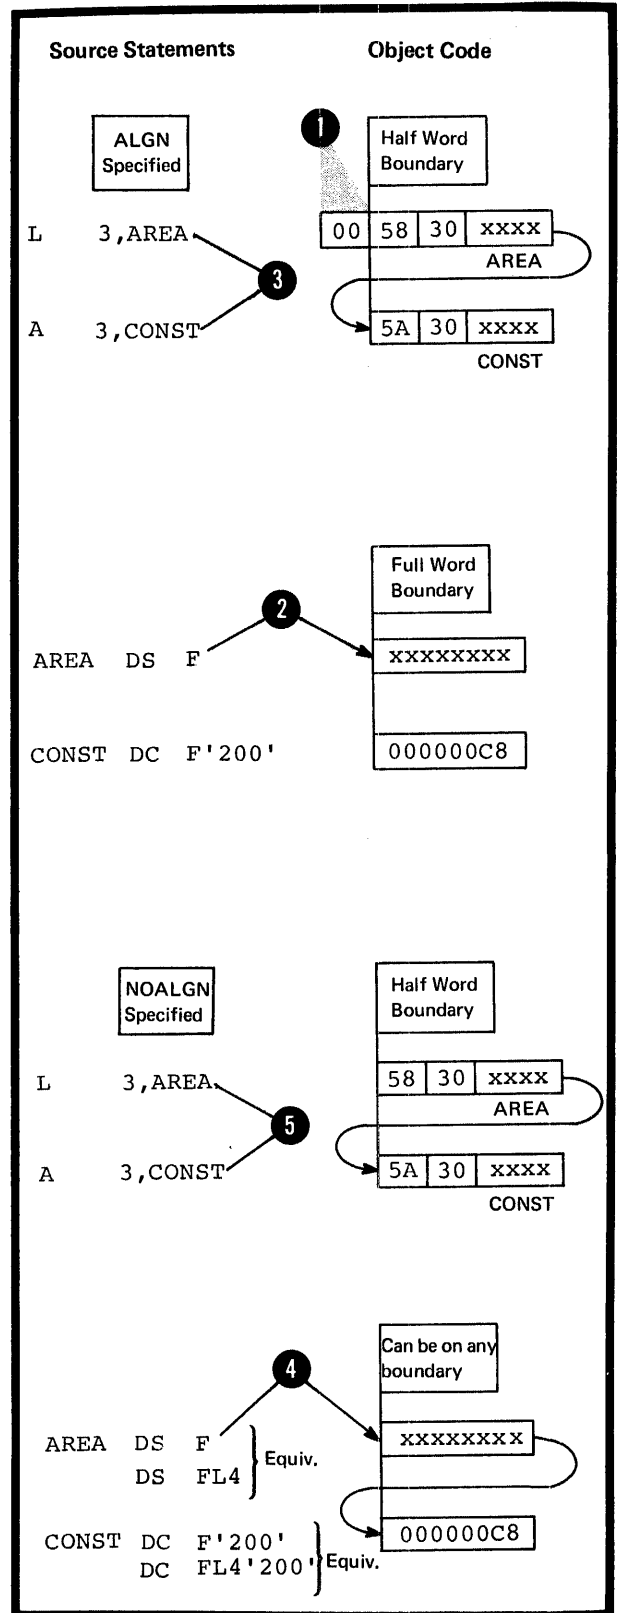 Source Statements Object Code
1
ALGN
Specified
Half Word
Boundary
L 3,AREA 00 58 30 xxxx
AREA
3
A 3,CONST 5A 30 xxxx
CONST
Full Word
Boundary
2
AREA DS F xxxxxxxx
CONST DC F'200' 000000C8
NOALGN
Specified
Half Word
Boundary
L 3,AREA 58 30 xxxx
AREA
5
A 3,CONST 5A 30 xxxx
CONST
Can be on any
boundary
4
AREA DS F xxxxxxxx
Equiv.
DS FL4
CONST DC F'200' 000000C8
Equiv.
DC FL4'200'